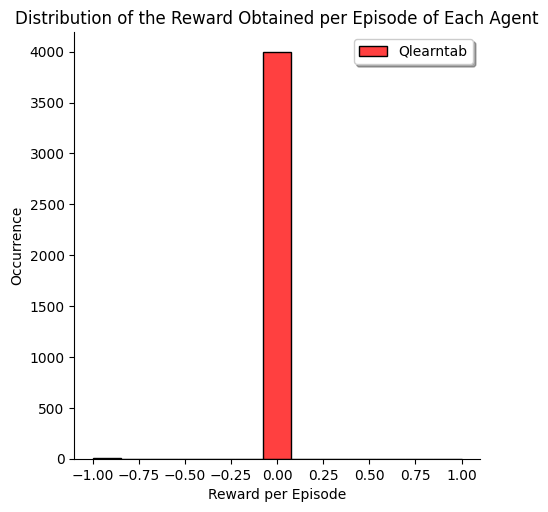 Distribution of the Reward Obtained per Episode of Each Agent
Qlearntab
4000
3500
3000
2500
2000
1500
1000
500
0
Occurrence
−1.00 −0.75 −0.50 −0.25 0.00 0.25 0.50 0.75 1.00
Reward per Episode